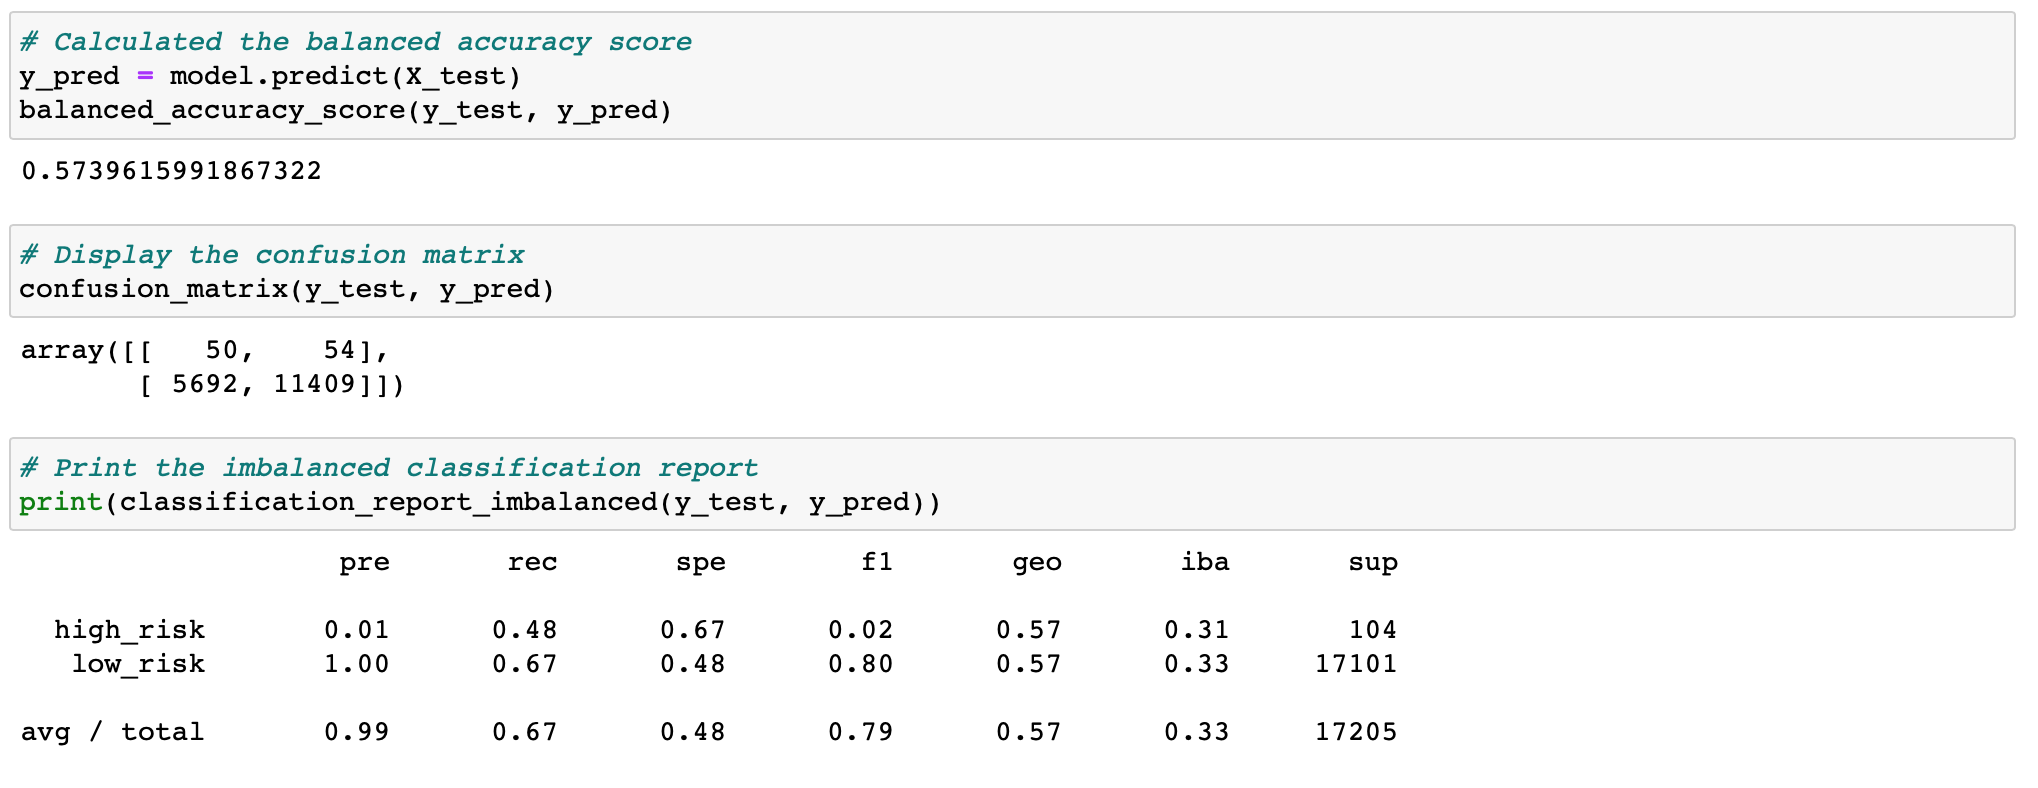 # Calculated the balanced accuracy score
y_pred = model.predict(X_test)
balanced_accuracy_score(y_test, y_pred)
0.5739615991867322
# Display the confusion matrix
confusion_matrix(y_test, y_pred)
array([[   50,    54],
       [ 5692, 11409]])
# Print the imbalanced classification report
print(classification_report_imbalanced(y_test, y_pred))
                   pre       rec       spe        f1       geo       iba       sup
  high_risk       0.01      0.48      0.67      0.02      0.57      0.31       104
   low_risk       1.00      0.67      0.48      0.80      0.57      0.33     17101
avg / total       0.99      0.67      0.48      0.79      0.57      0.33     17205